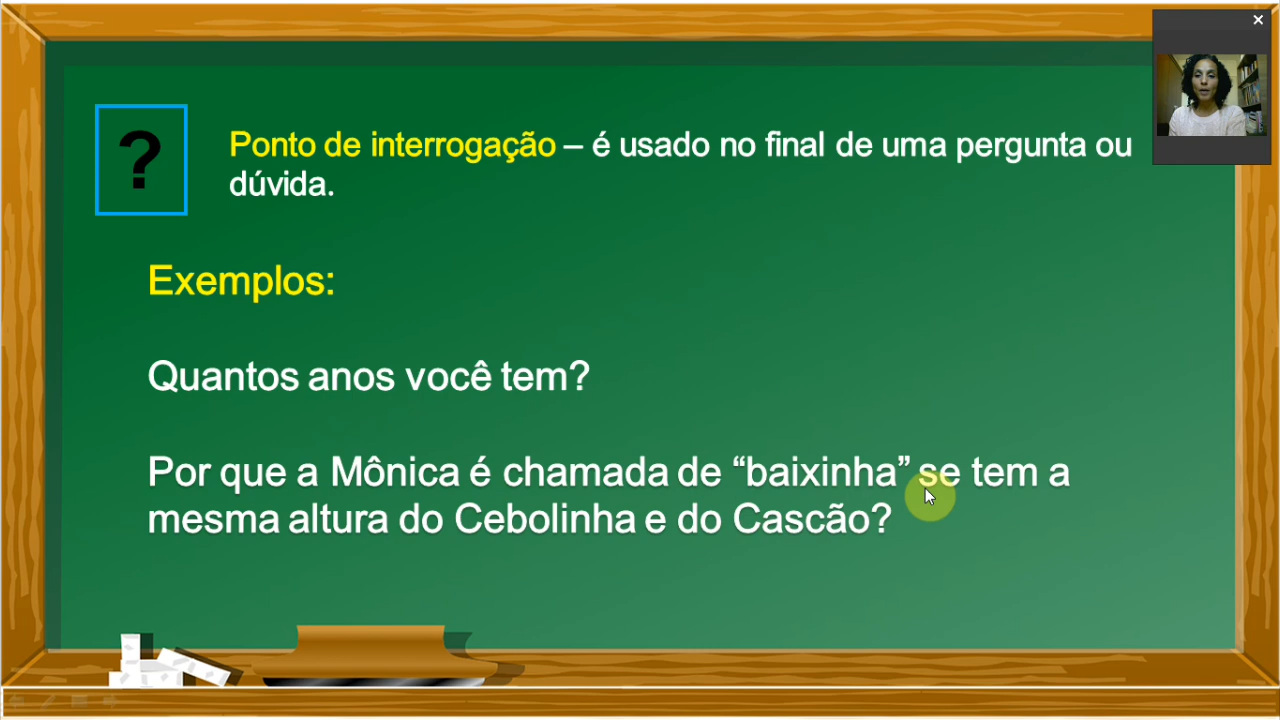 ?
Ponto de interrogação – é usado no final de uma pergunta ou
dúvida.
Exemplos:
Quantos anos você tem?
Por que a Mônica é chamada de “baixinha” se tem a
mesma altura do Cebolinha e do Cascão?